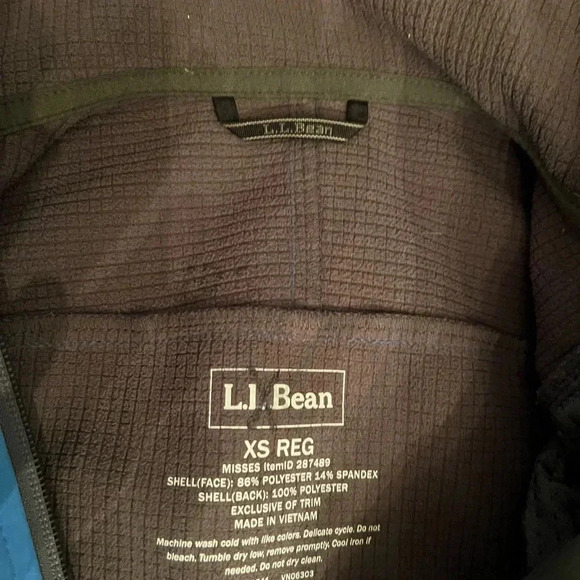 L.L.Bean
L.L.Bean
XS REG
MISSES ItemID 287489
SHELL(FACE): 86% POLYESTER 14% SPANDEX
SHELL(BACK): 100% POLYESTER
EXCLUSIVE OF TRIM
MADE IN VIETNAM
Machine wash cold with like colors. Delicate cycle. Do not
bleach. Tumble dry low, remove promptly. Cool iron if
needed. Do not dry clean.
VN06303